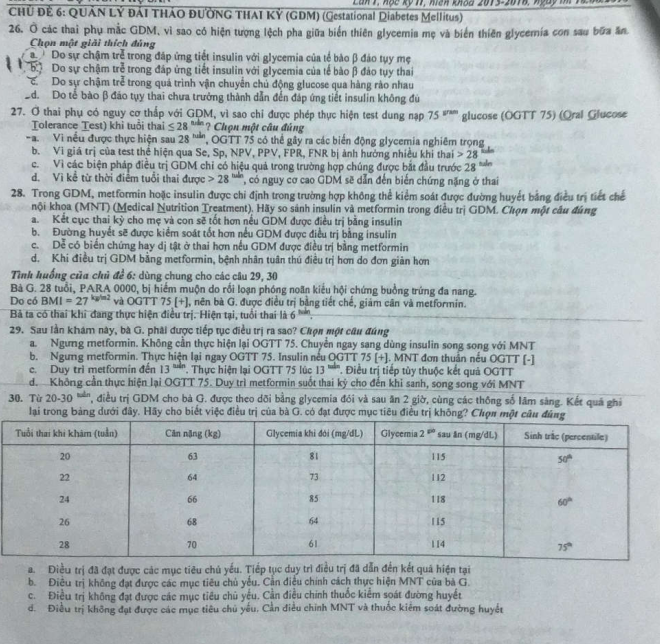 CHỦ ĐỀ 6: QUẢN LÝ ĐÁI THÁO ĐƯỜNG THAI KỲ (GDM) (Gestational Diabetes Mellitus)
26. Ở các thai phụ mắc GDM, vì sao có hiện tượng lệch pha giữa biến thiên glycemia mẹ và biến thiên glycemia con sau bữa ăn.
Chọn một giải thích đúng
a. Do sự chậm trễ trong đáp ứng tiết insulin với glycemia của tế bào β đảo tụy mẹ
b. Do sự chậm trễ trong đáp ứng tiết insulin với glycemia của tế bào β đảo tụy thai
c. Do sự chậm trễ trong quá trình vận chuyển chủ động glucose qua hàng rào nhau
d. Do tế bào β đảo tụy thai chưa trưởng thành dẫn đến đáp ứng tiết insulin không đủ
27. Ở thai phụ có nguy cơ thấp với GDM, vì sao chỉ được phép thực hiện test dung nạp 75 gram glucose (OGTT 75) (Oral Glucose
Tolerance Test) khi tuổi thai ≤ 28 tuần? Chọn một câu đúng
a. Vì nếu được thực hiện sau 28 tuần, OGTT 75 có thể gây ra các biến động glycemia nghiêm trọng
b. Vì giá trị của test thể hiện qua Se, Sp, NPV, PPV, FPR, FNR bị ảnh hưởng nhiều khi thai > 28 tuần
c. Vì các biện pháp điều trị GDM chỉ có hiệu quả trong trường hợp chúng được bắt đầu trước 28 tuần
d. Vì kể từ thời điểm tuổi thai được > 28 tuần, có nguy cơ cao GDM sẽ dẫn đến biến chứng nặng ở thai
28. Trong GDM, metformin hoặc insulin được chỉ định trong trường hợp không thể kiểm soát được đường huyết bằng điều trị tiết chế
nội khoa (MNT) (Medical Nutrition Treatment). Hãy so sánh insulin và metformin trong điều trị GDM. Chọn một câu đúng
a. Kết cục thai kỳ cho mẹ và con sẽ tốt hơn nếu GDM được điều trị bằng insulin
b. Đường huyết sẽ được kiểm soát tốt hơn nếu GDM được điều trị bằng insulin
c. Dễ có biến chứng hay dị tật ở thai hơn nếu GDM được điều trị bằng metformin
d. Khi điều trị GDM bằng metformin, bệnh nhân tuân thủ điều trị hơn do đơn giản hơn
Tình huống của chủ đề 6: dùng chung cho các câu 29, 30
Bà G. 28 tuổi, PARA 0000, bị hiếm muộn do rối loạn phóng noãn kiểu hội chứng buồng trứng đa nang.
Do có BMI = 27 kg/m2 và OGTT 75 [+], nên bà G. được điều trị bằng tiết chế, giảm cân và metformin.
Bà ta có thai khi đang thực hiện điều trị. Hiện tại, tuổi thai là 6 tuần.
29. Sau lần khám này, bà G. phải được tiếp tục điều trị ra sao? Chọn một câu đúng
a. Ngưng metformin. Không cần thực hiện lại OGTT 75. Chuyển ngay sang dùng insulin song song với MNT
b. Ngưng metformin. Thực hiện lại ngay OGTT 75. Insulin nếu OGTT 75 [+]. MNT đơn thuần nếu OGTT [-]
c. Duy trì metformin đến 13 tuần. Thực hiện lại OGTT 75 lúc 13 tuần. Điều trị tiếp tùy thuộc kết quả OGTT
d. Không cần thực hiện lại OGTT 75. Duy trì metformin suốt thai kỳ cho đến khi sanh, song song với MNT
30. Từ 20-30 tuần, điều trị GDM cho bà G. được theo dõi bằng glycemia đói và sau ăn 2 giờ, cùng các thông số lâm sàng. Kết quả ghi
lại trong bảng dưới đây. Hãy cho biết việc điều trị của bà G. có đạt được mục tiêu điều trị không? Chọn một câu đúng
Tuổi thai khi khám (tuần) Cân nặng (kg) Glycemia khi đói (mg/dL) Glycemia 2 giờ sau ăn (mg/dL) Sinh trắc (percentile)
20 63 81 115 50th
22 64 73 112
24 66 85 118 60th
26 68 64 115
28 70 61 114 75th
a. Điều trị đã đạt được các mục tiêu chủ yếu. Tiếp tục duy trì điều trị đã dẫn đến kết quả hiện tại
b. Điều trị không đạt được các mục tiêu chủ yếu. Cần điều chỉnh cách thực hiện MNT của bà G.
c. Điều trị không đạt được các mục tiêu chủ yếu. Cần điều chỉnh thuốc kiểm soát đường huyết
d. Điều trị không đạt được các mục tiêu chủ yếu. Cần điều chỉnh MNT và thuốc kiểm soát đường huyết